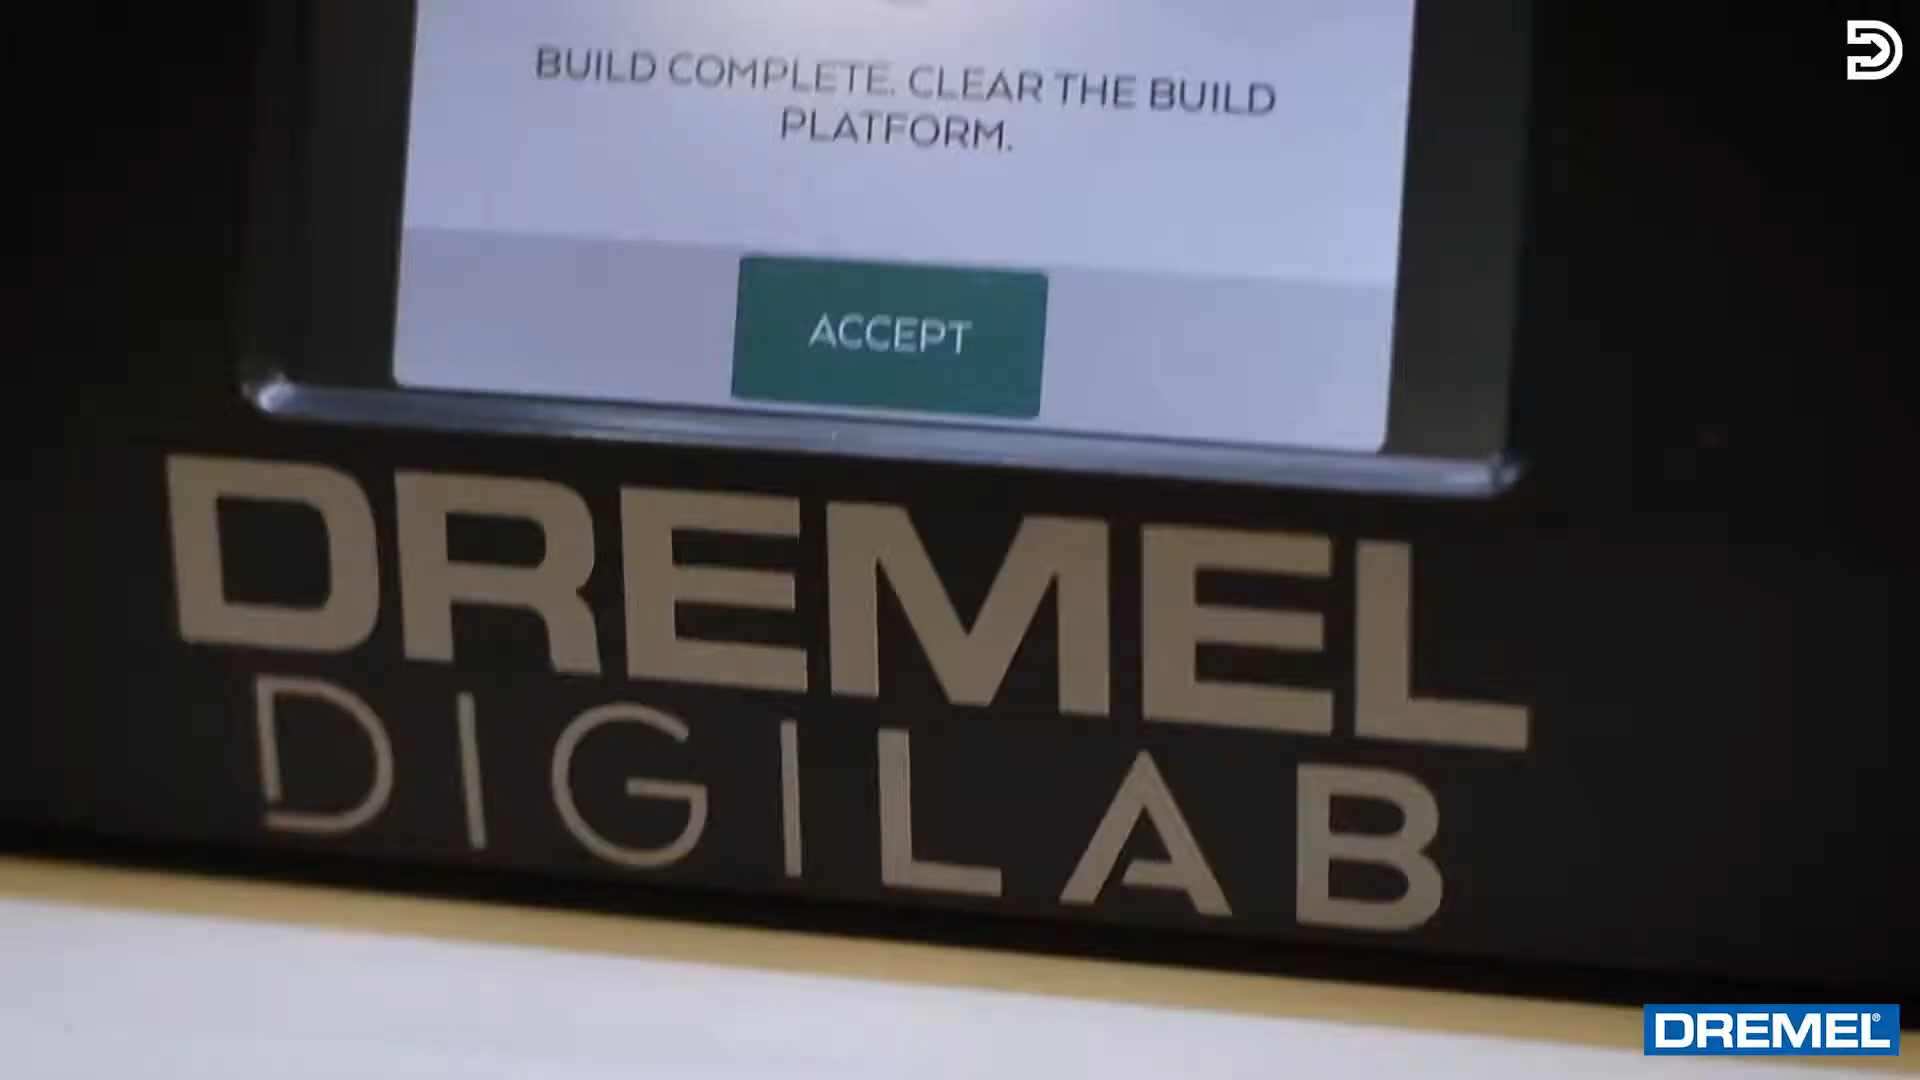 BUILD COMPLETE. CLEAR THE BUILD
PLATFORM.
ACCEPT
DREMEL
DIGILAB
DREMEL®